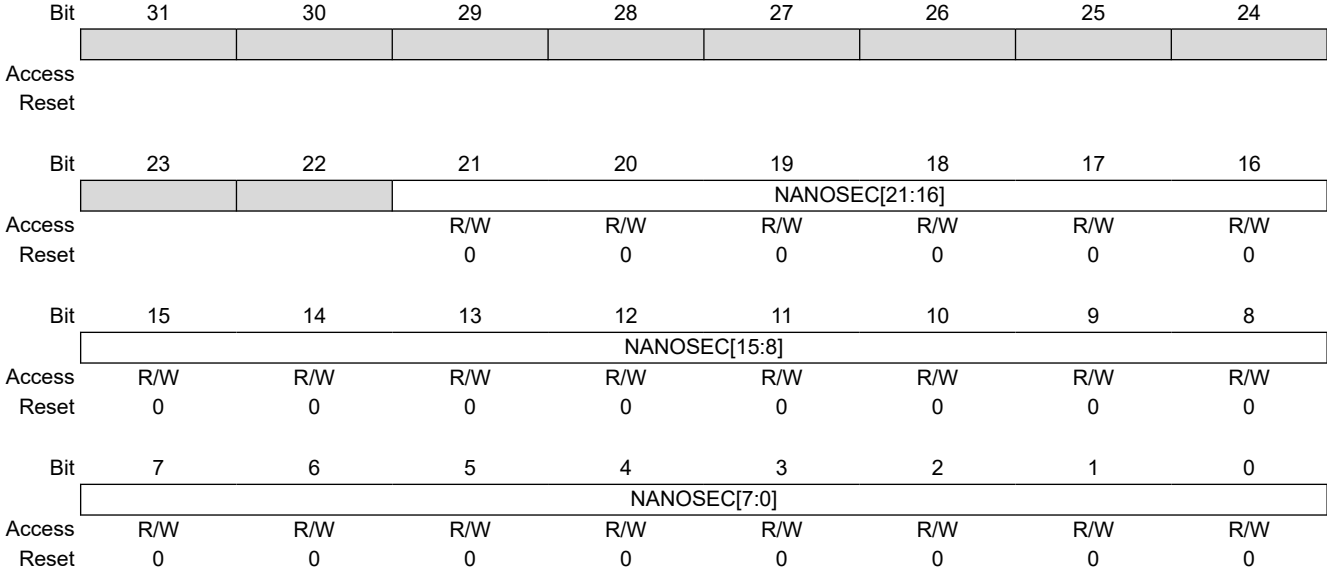 Bit 31 30 29 28 27 26 25 24
Access
Reset
Bit 23 22 21 20 19 18 17 16
NANOSEC[21:16]
Access R/W R/W R/W R/W R/W R/W
Reset 0 0 0 0 0 0
Bit 15 14 13 12 11 10 9 8
NANOSEC[15:8]
Access R/W R/W R/W R/W R/W R/W R/W R/W
Reset 0 0 0 0 0 0 0 0
Bit 7 6 5 4 3 2 1 0
NANOSEC[7:0]
Access R/W R/W R/W R/W R/W R/W R/W R/W
Reset 0 0 0 0 0 0 0 0